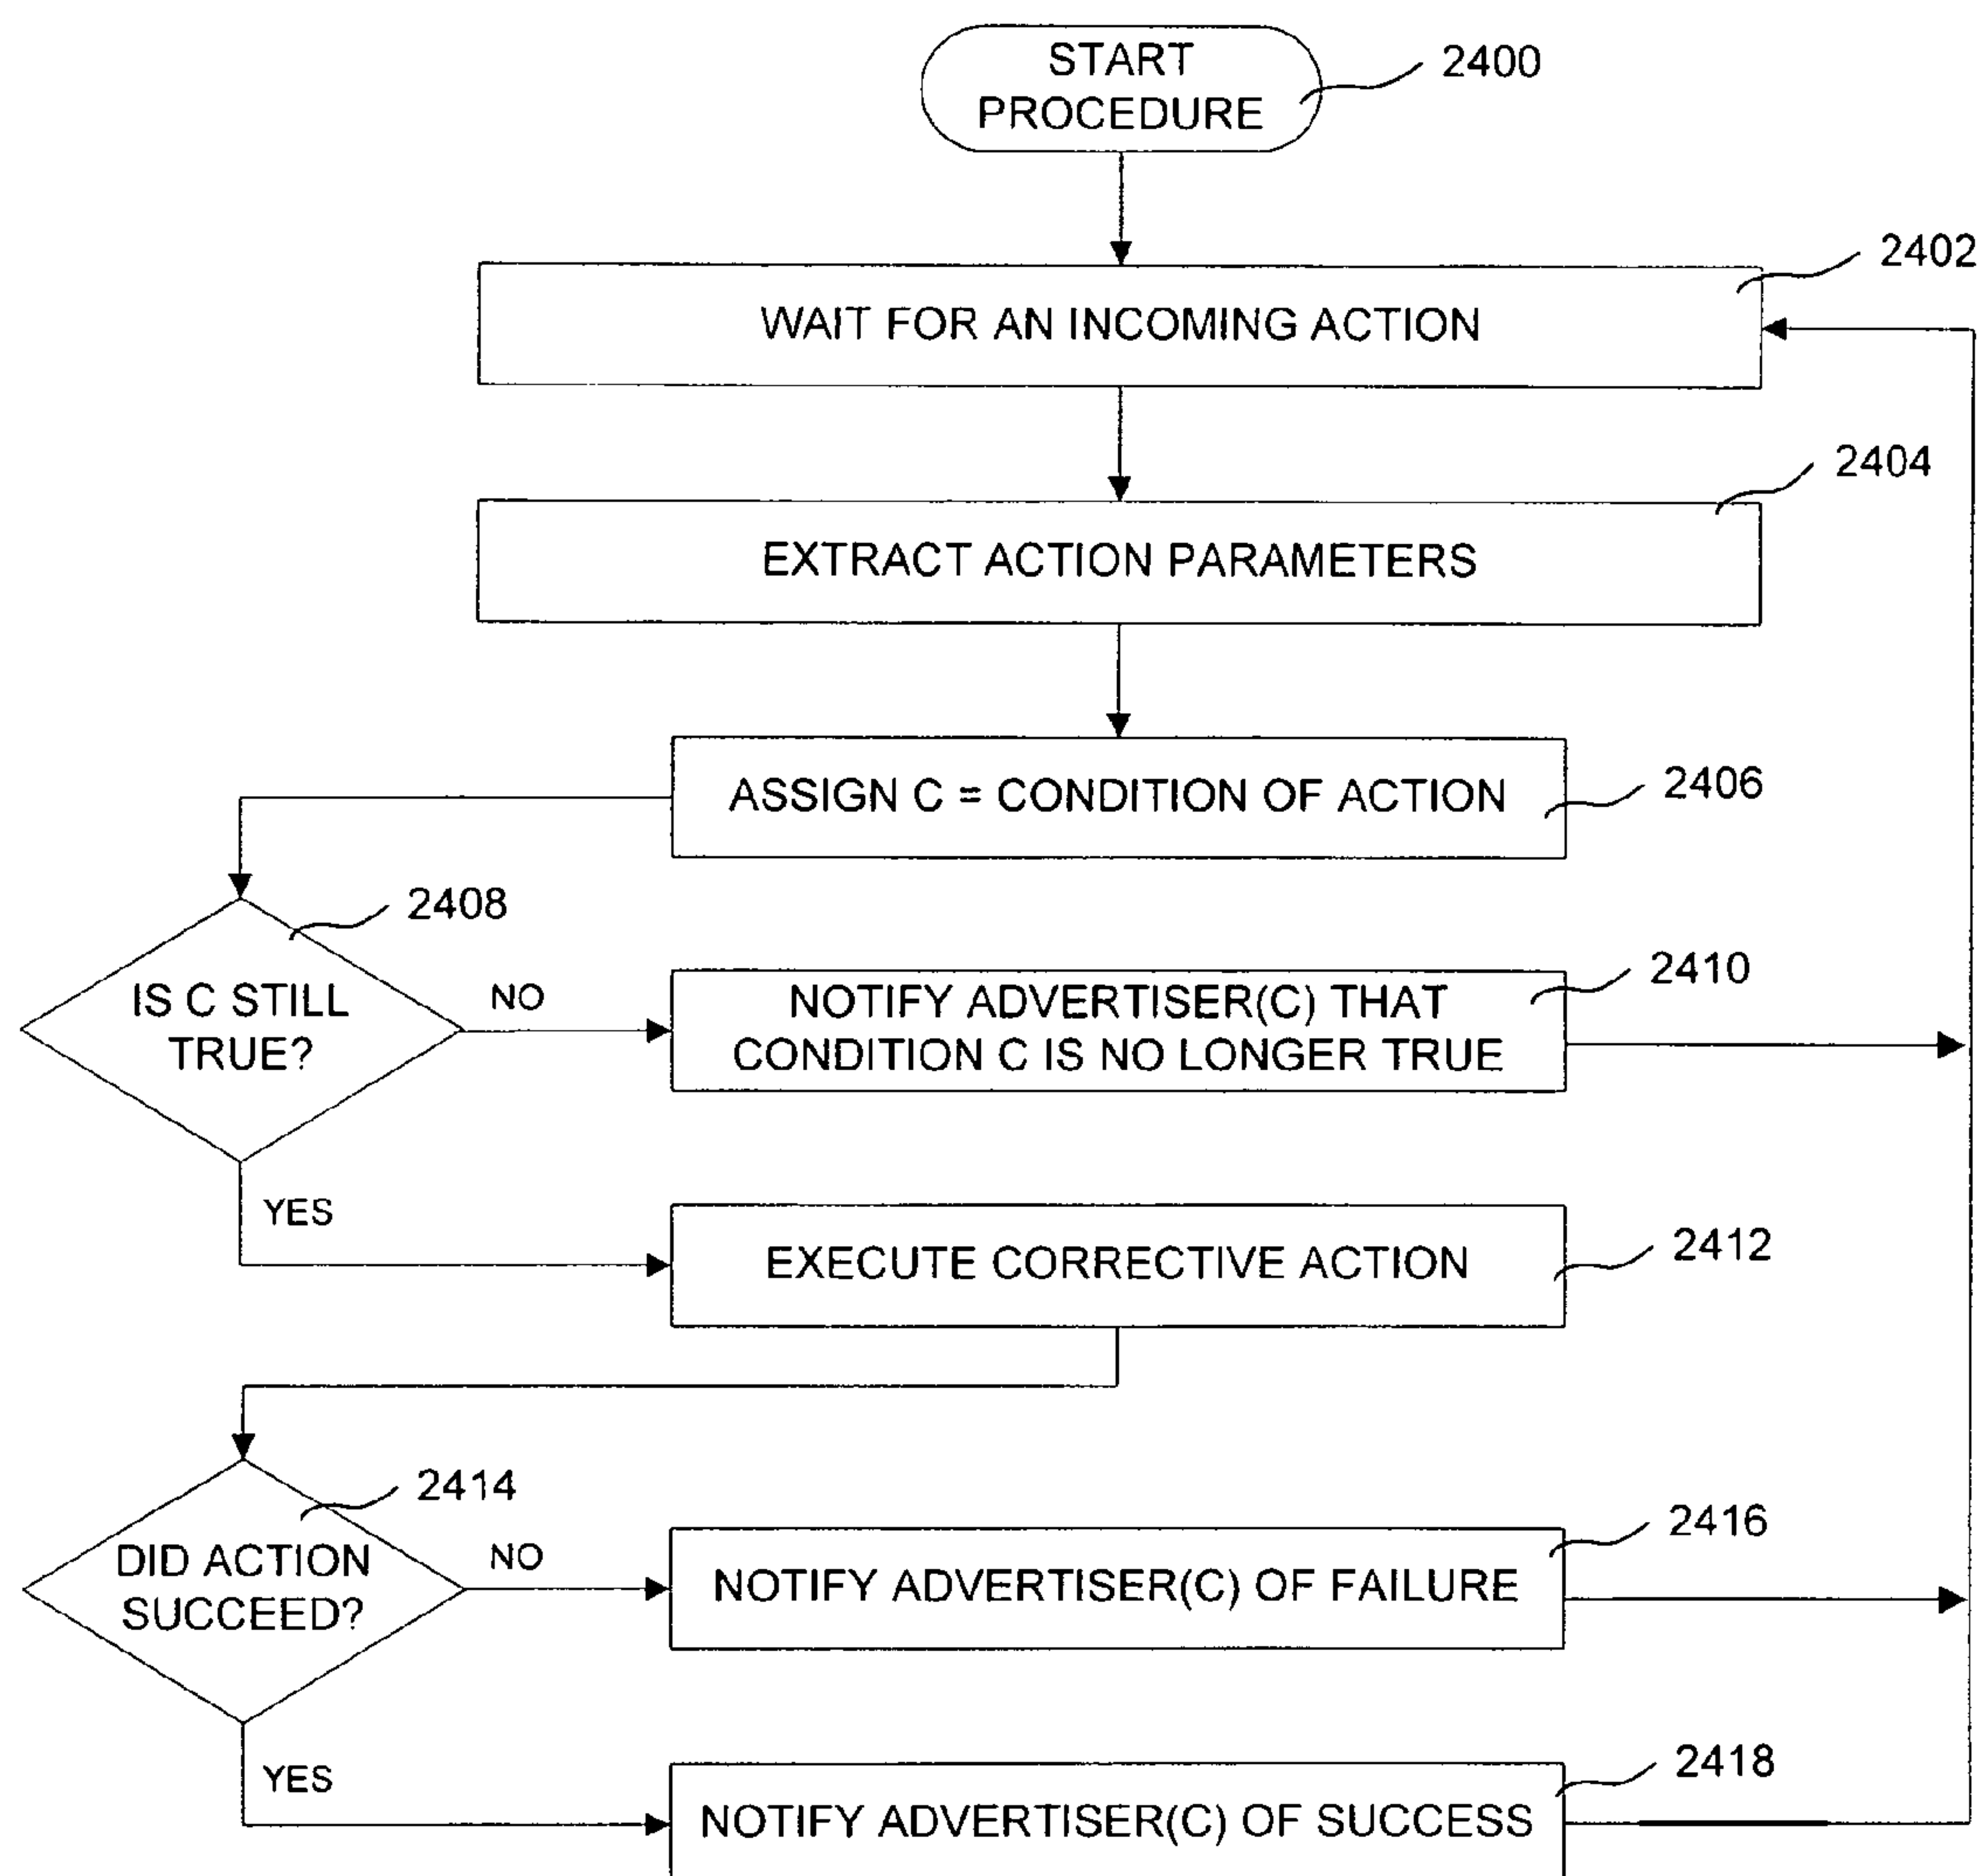 START
PROCEDURE
2400
2402
WAIT FOR AN INCOMING ACTION
2404
EXTRACT ACTION PARAMETERS
ASSIGN C = CONDITION OF ACTION
2406
2408
IS C STILL
TRUE?
NO
NOTIFY ADVERTISER(C) THAT
CONDITION C IS NO LONGER TRUE
2410
YES
EXECUTE CORRECTIVE ACTION
2412
2414
DID ACTION
SUCCEED?
NO
NOTIFY ADVERTISER(C) OF FAILURE
2416
YES
NOTIFY ADVERTISER(C) OF SUCCESS
2418